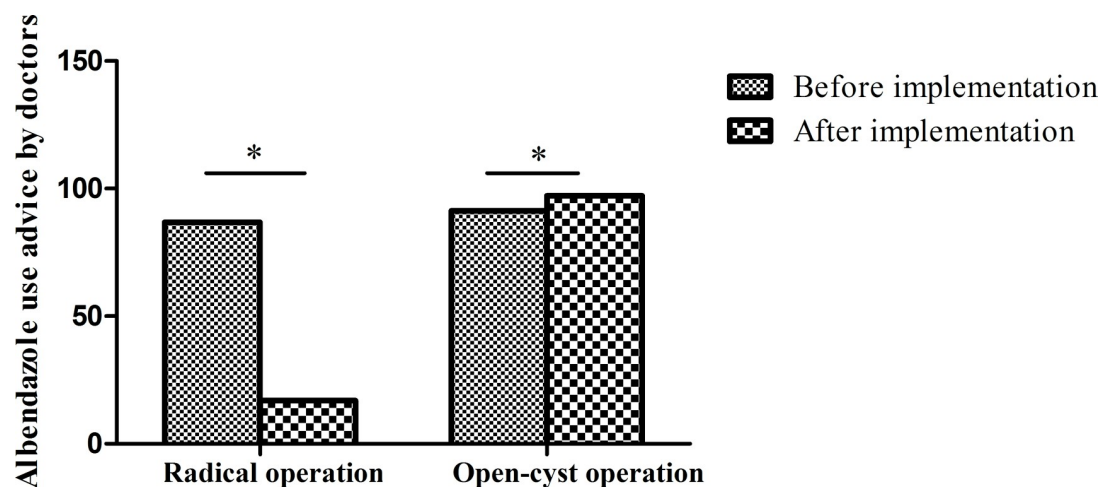 Albendazole use advice by doctors
150
100
50
0
*
*
Radical operation
Open-cyst operation
Before implementation
After implementation